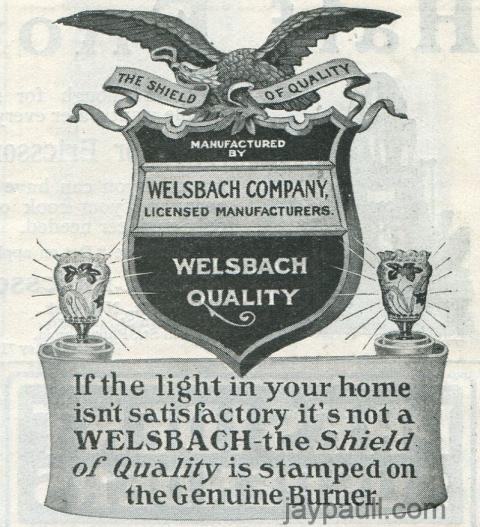 THE SHIELD OF QUALITY
MANUFACTURED
BY
WELSBACH COMPANY,
LICENSED MANUFACTURERS.
WELSBACH
QUALITY
If the light in your home
isn't satisfactory it's not a
WELSBACH-the Shield
of Quality is stamped on
the Genuine Burner
jaypaull.com